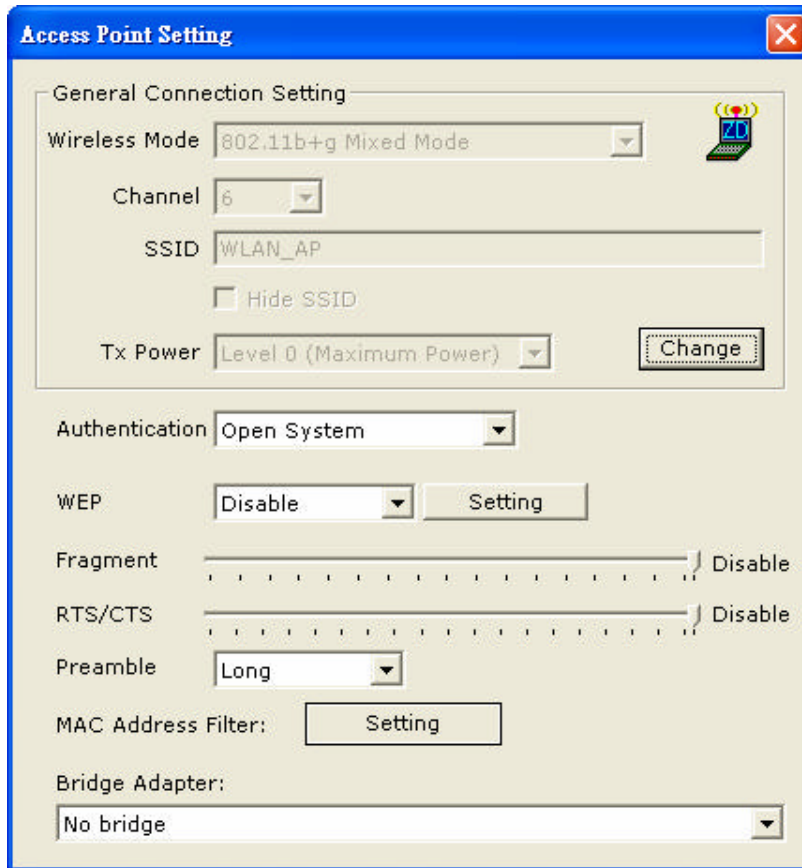 Access Point Setting
General Connection Setting
Wireless Mode 802.11b+g Mixed Mode
ZD
Channel 6
SSID WLAN_AP
Hide SSID
Tx Power Level 0 (Maximum Power) Change
Authentication Open System
WEP Disable Setting
Fragment Disable
RTS/CTS Disable
Preamble Long
MAC Address Filter: Setting
Bridge Adapter:
No bridge